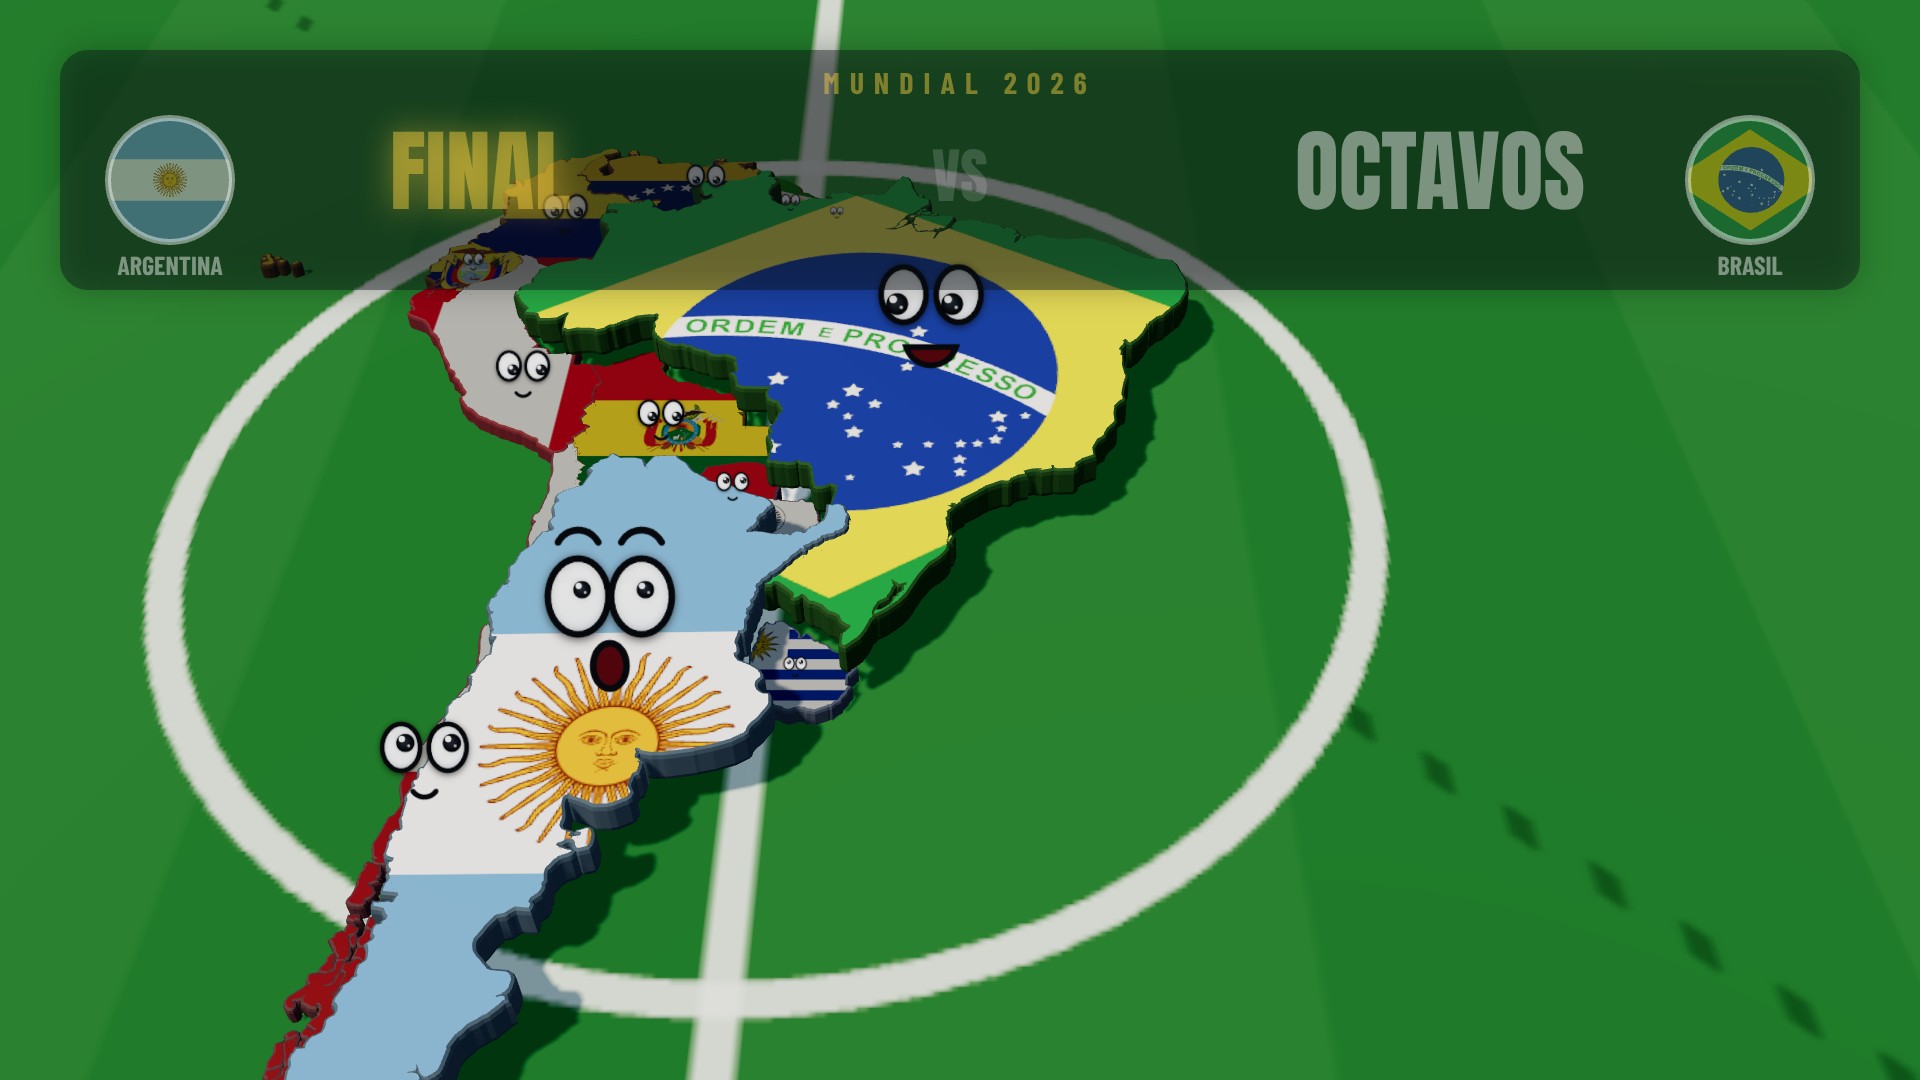 MUNDIAL 2026
FINAL
VS
OCTAVOS
ARGENTINA
BRASIL
ORDEM E PROGRESSO